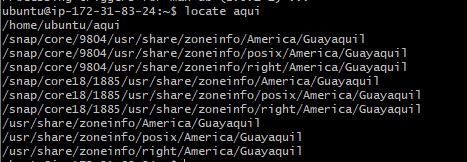 ubuntu@ip-172-31-83-24:~$ locate aqui
/home/ubuntu/aqui
/snap/core/9804/usr/share/zoneinfo/America/Guayaquil
/snap/core/9804/usr/share/zoneinfo/posix/America/Guayaquil
/snap/core/9804/usr/share/zoneinfo/right/America/Guayaquil
/snap/core18/1885/usr/share/zoneinfo/America/Guayaquil
/snap/core18/1885/usr/share/zoneinfo/posix/America/Guayaquil
/snap/core18/1885/usr/share/zoneinfo/right/America/Guayaquil
/usr/share/zoneinfo/America/Guayaquil
/usr/share/zoneinfo/posix/America/Guayaquil
/usr/share/zoneinfo/right/America/Guayaquil